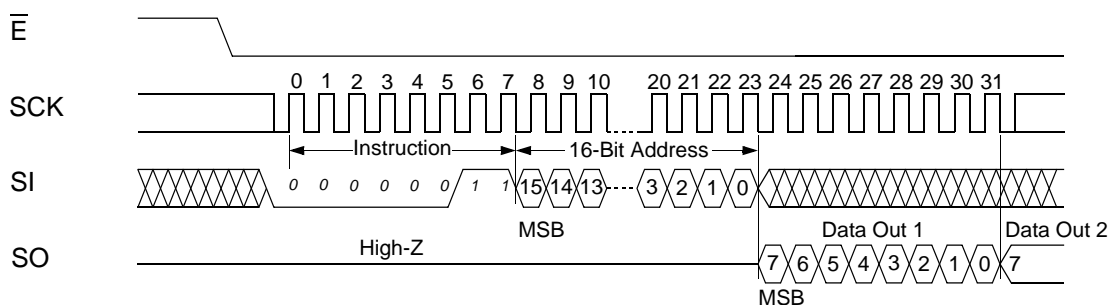 E
0 1 2 3 4 5 6 7 8 9 10 20 21 22 23 24 25 26 27 28 29 30 31
SCK
Instruction 16-Bit Address
SI 0 0 0 0 0 0 1 1 15 14 13 3 2 1 0
MSB Data Out 1 Data Out 2
High-Z
SO 7 6 5 4 3 2 1 0 7
MSB